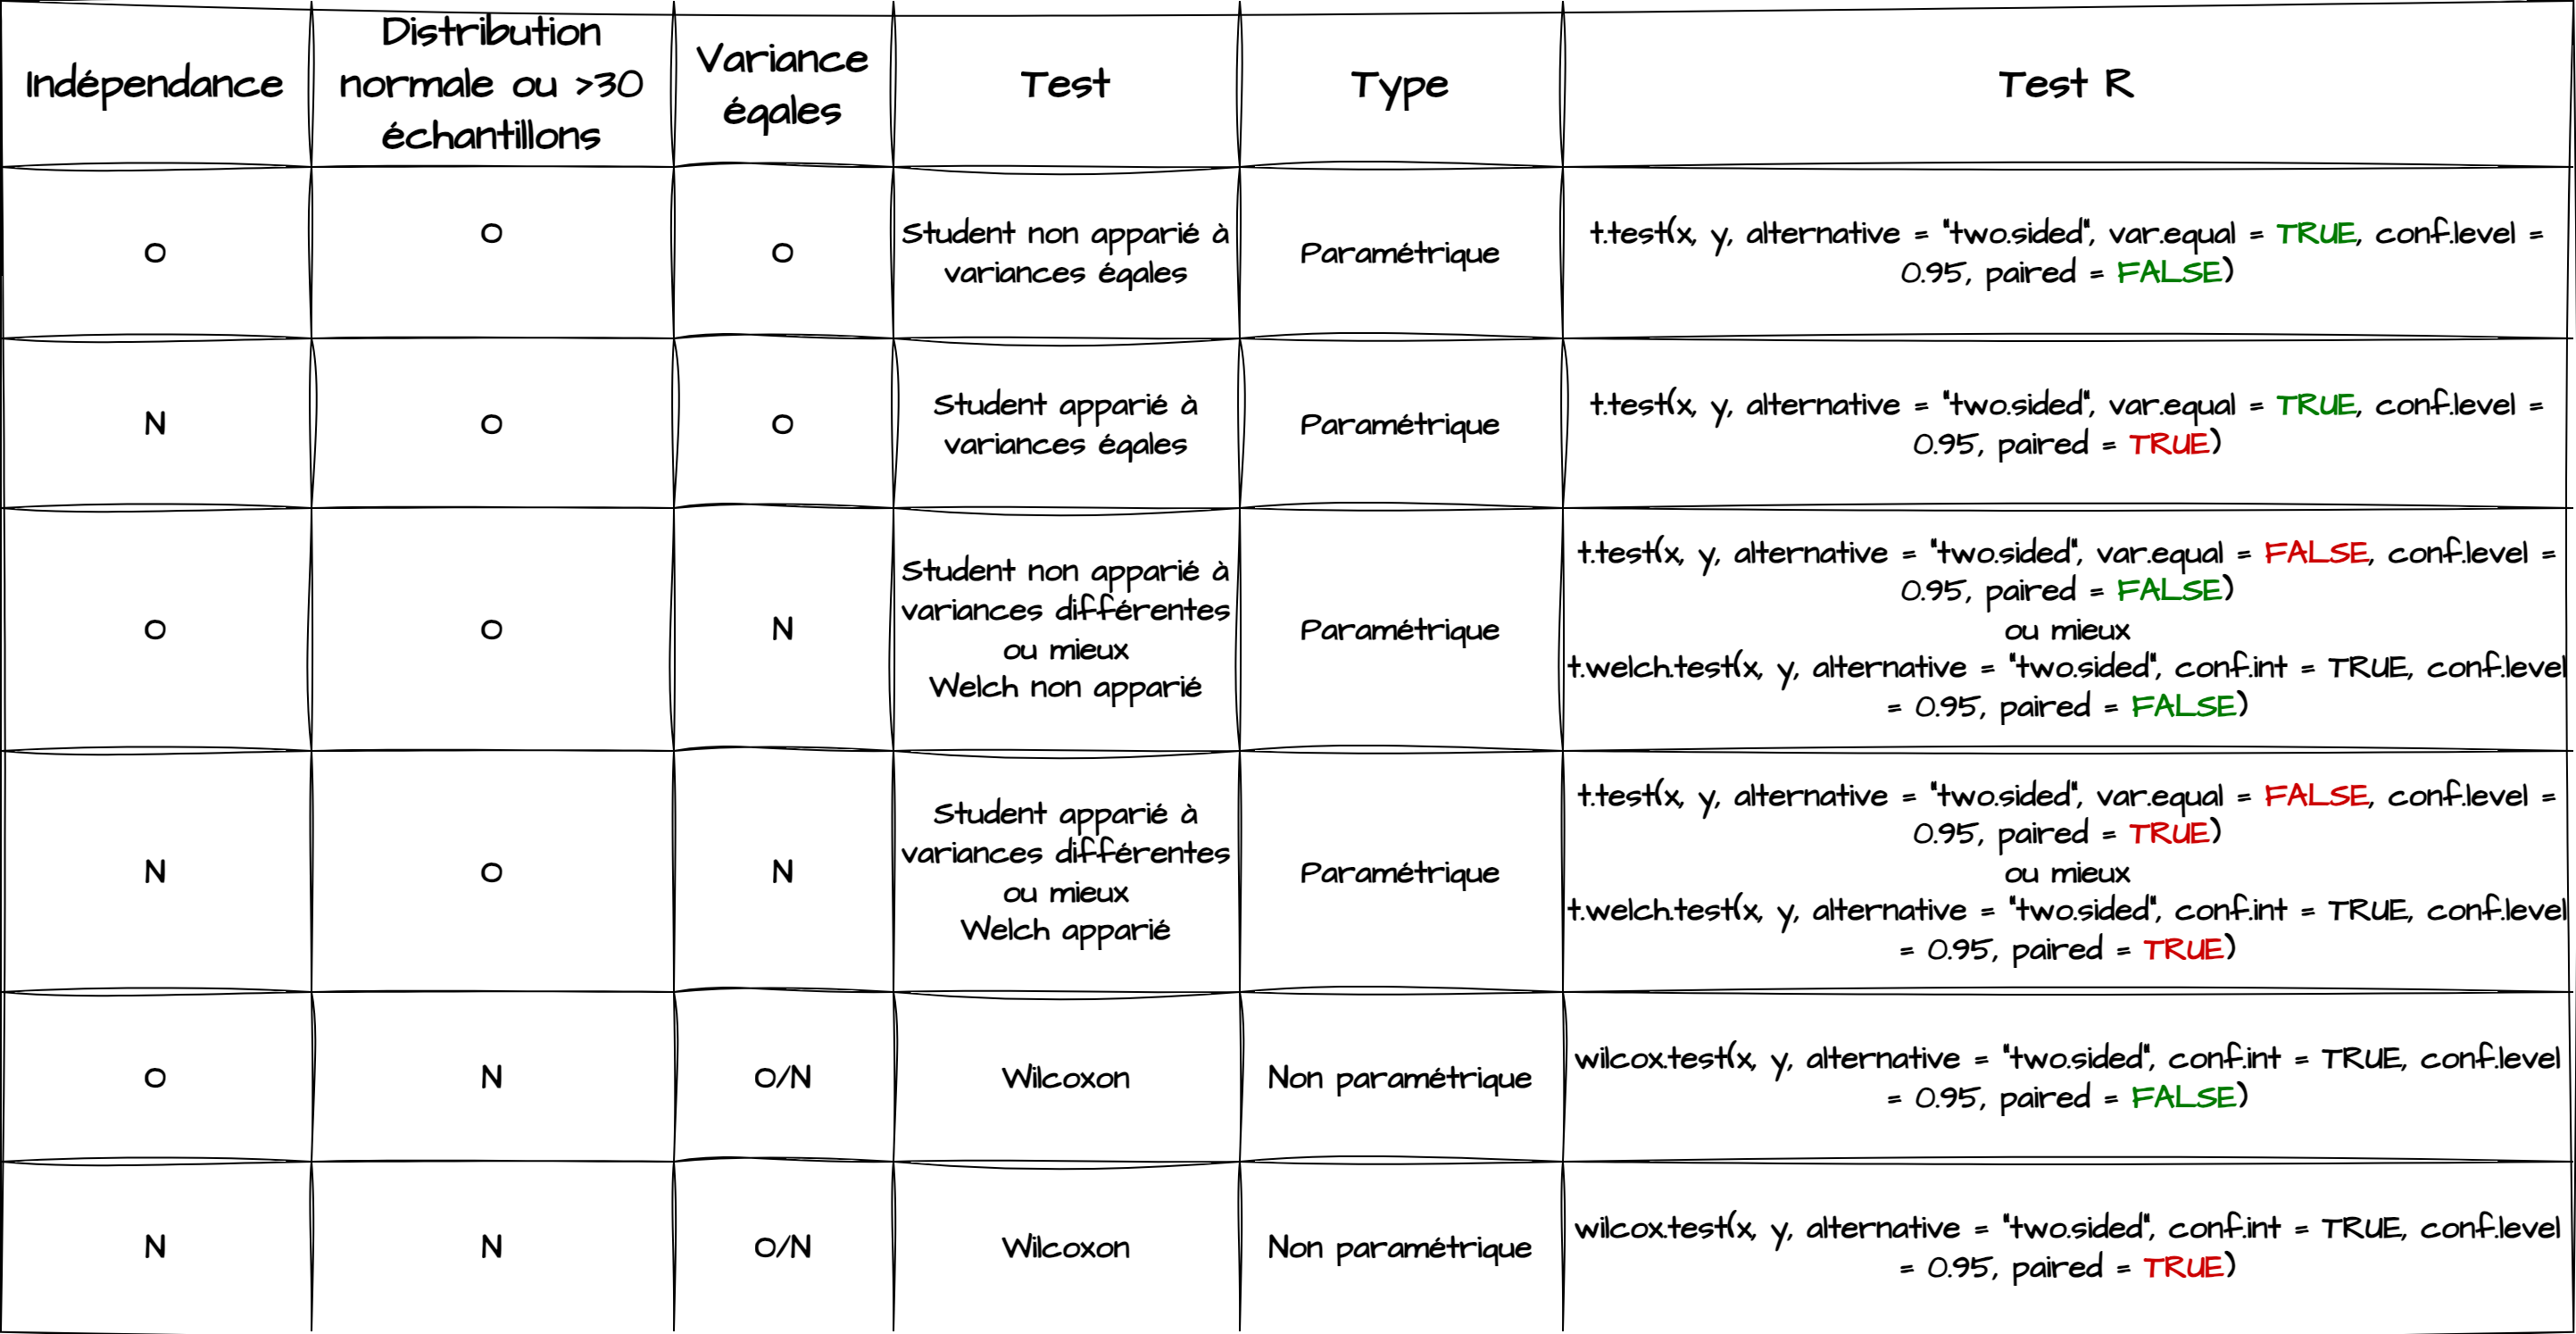 Indépendance
Distribution
normale ou >30
échantillons
Variance
égales
Test
Type
Test R
O
O
O
Student non apparié à
variances égales
Paramétrique
t.test(x, y, alternative = "two.sided", var.equal = TRUE, conf.level =
0.95, paired = FALSE)
N
O
O
Student apparié à
variances égales
Paramétrique
t.test(x, y, alternative = "two.sided", var.equal = TRUE, conf.level =
0.95, paired = TRUE)
O
O
N
Student non apparié à
variances différentes
ou mieux
Welch non apparié
Paramétrique
t.test(x, y, alternative = "two.sided", var.equal = FALSE, conf.level =
0.95, paired = FALSE)
ou mieux
t.welch.test(x, y, alternative = "two.sided", conf.int = TRUE, conf.level
= 0.95, paired = FALSE)
N
O
N
Student apparié à
variances différentes
ou mieux
Welch apparié
Paramétrique
t.test(x, y, alternative = "two.sided", var.equal = FALSE, conf.level =
0.95, paired = TRUE)
ou mieux
t.welch.test(x, y, alternative = "two.sided", conf.int = TRUE, conf.level
= 0.95, paired = TRUE)
O
N
O/N
Wilcoxon
Non paramétrique
wilcox.test(x, y, alternative = "two.sided", conf.int = TRUE, conf.level
= 0.95, paired = FALSE)
N
N
O/N
Wilcoxon
Non paramétrique
wilcox.test(x, y, alternative = "two.sided", conf.int = TRUE, conf.level
= 0.95, paired = TRUE)